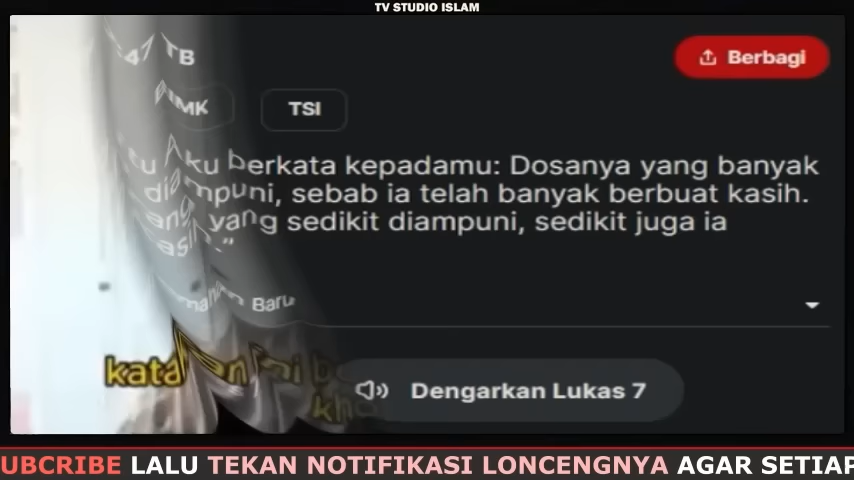 TV STUDIO ISLAM
47 TB
Berbagi
TSI
Aku berkata kepadamu: Dosanya yang banyak
diampuni, sebab ia telah banyak berbuat kasih.
yang sedikit diampuni, sedikit juga ia
Baru
Dengarkan Lukas 7
UBCRIBE LALU TEKAN NOTIFIKASI LONCENGNYA AGAR SETIAP